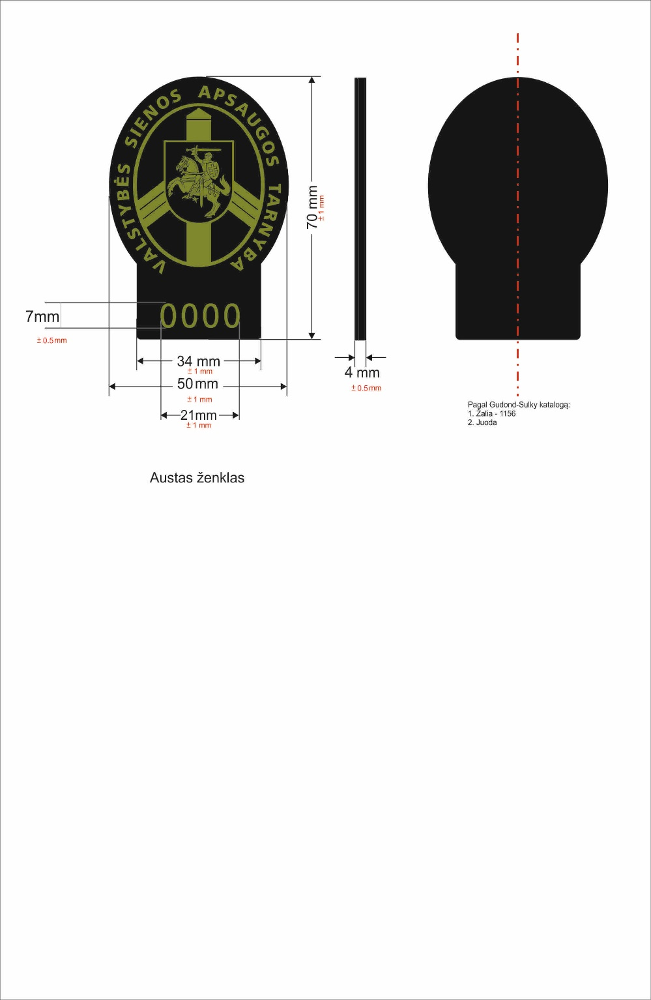 VALSTYBĖS SIENOS APSAUGOS TARNYBA
0000
70 mm
± 1 mm
7mm
± 0.5mm
34 mm
± 1 mm
50mm
± 1 mm
21mm
± 1 mm
4 mm
± 0.5mm
Pagal Gudond-Sulky katalogą:
1. Žalia - 1156
2. Juoda
Austas ženklas